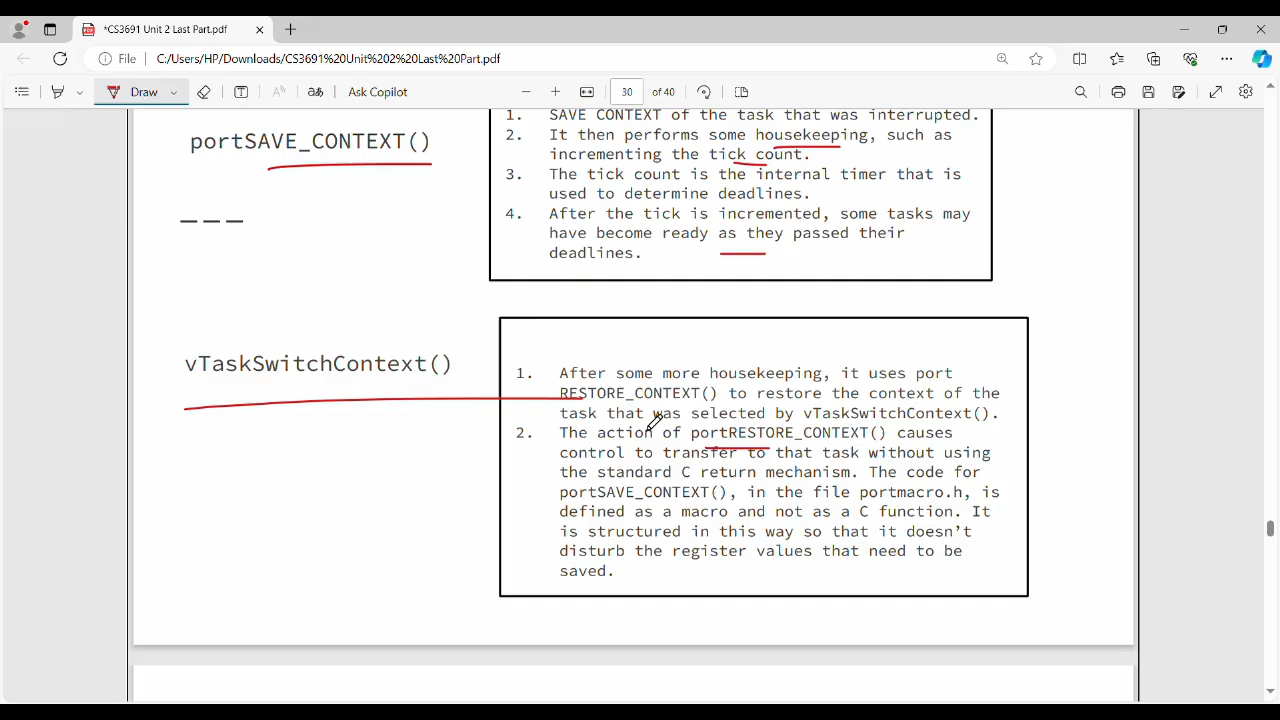 *CS3691 Unit 2 Last Part.pdf
File
C:/Users/HP/Downloads/CS3691%20Unit%202%20Last%20Part.pdf
Draw
Ask Copilot
30 of 40
portSAVE_CONTEXT()
1. SAVE CONTEXT of the task that was interrupted.
2. It then performs some housekeeping, such as
incrementing the tick count.
3. The tick count is the internal timer that is
used to determine deadlines.
4. After the tick is incremented, some tasks may
have become ready as they passed their
deadlines.
vTaskSwitchContext()
1. After some more housekeeping, it uses port
RESTORE_CONTEXT() to restore the context of the
task that was selected by vTaskSwitchContext().
2. The action of portRESTORE_CONTEXT() causes
control to transfer to that task without using
the standard C return mechanism. The code for
portSAVE_CONTEXT(), in the file portmacro.h, is
defined as a macro and not as a C function. It
is structured in this way so that it doesn’t
disturb the register values that need to be
saved.